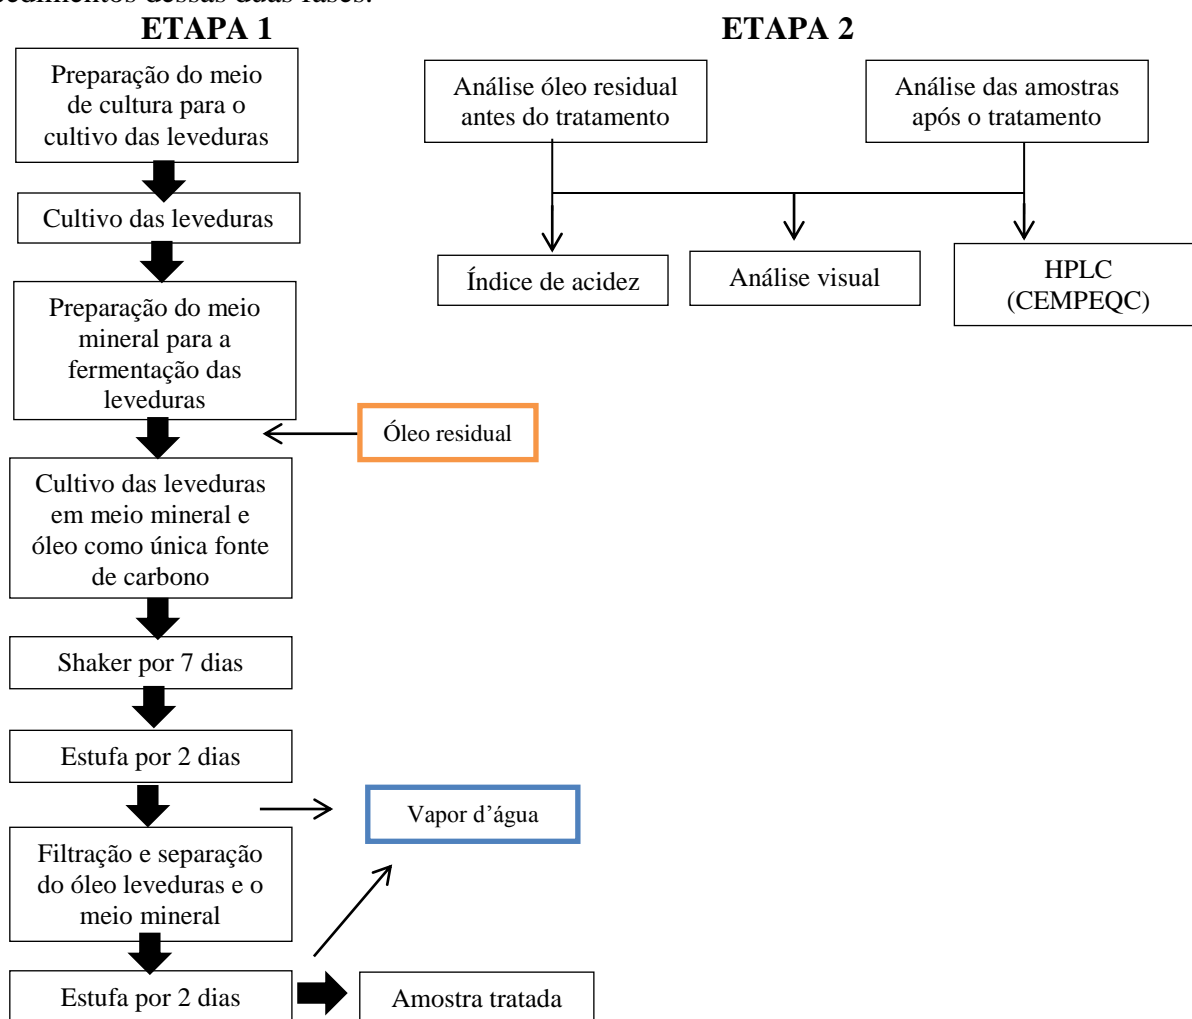 cedimentos dessas duas fases.
ETAPA 1
Preparação do meio
de cultura para o
cultivo das leveduras
Cultivo das leveduras
Preparação do meio
mineral para a
fermentação das
leveduras
Óleo residual
Cultivo das leveduras
em meio mineral e
óleo como única fonte
de carbono
Shaker por 7 dias
Estufa por 2 dias
Vapor d’água
Filtração e separação
do óleo leveduras e o
meio mineral
Estufa por 2 dias
Amostra tratada
ETAPA 2
Análise óleo residual
antes do tratamento
Análise das amostras
após o tratamento
Índice de acidez
Análise visual
HPLC
(CEMPEQC)